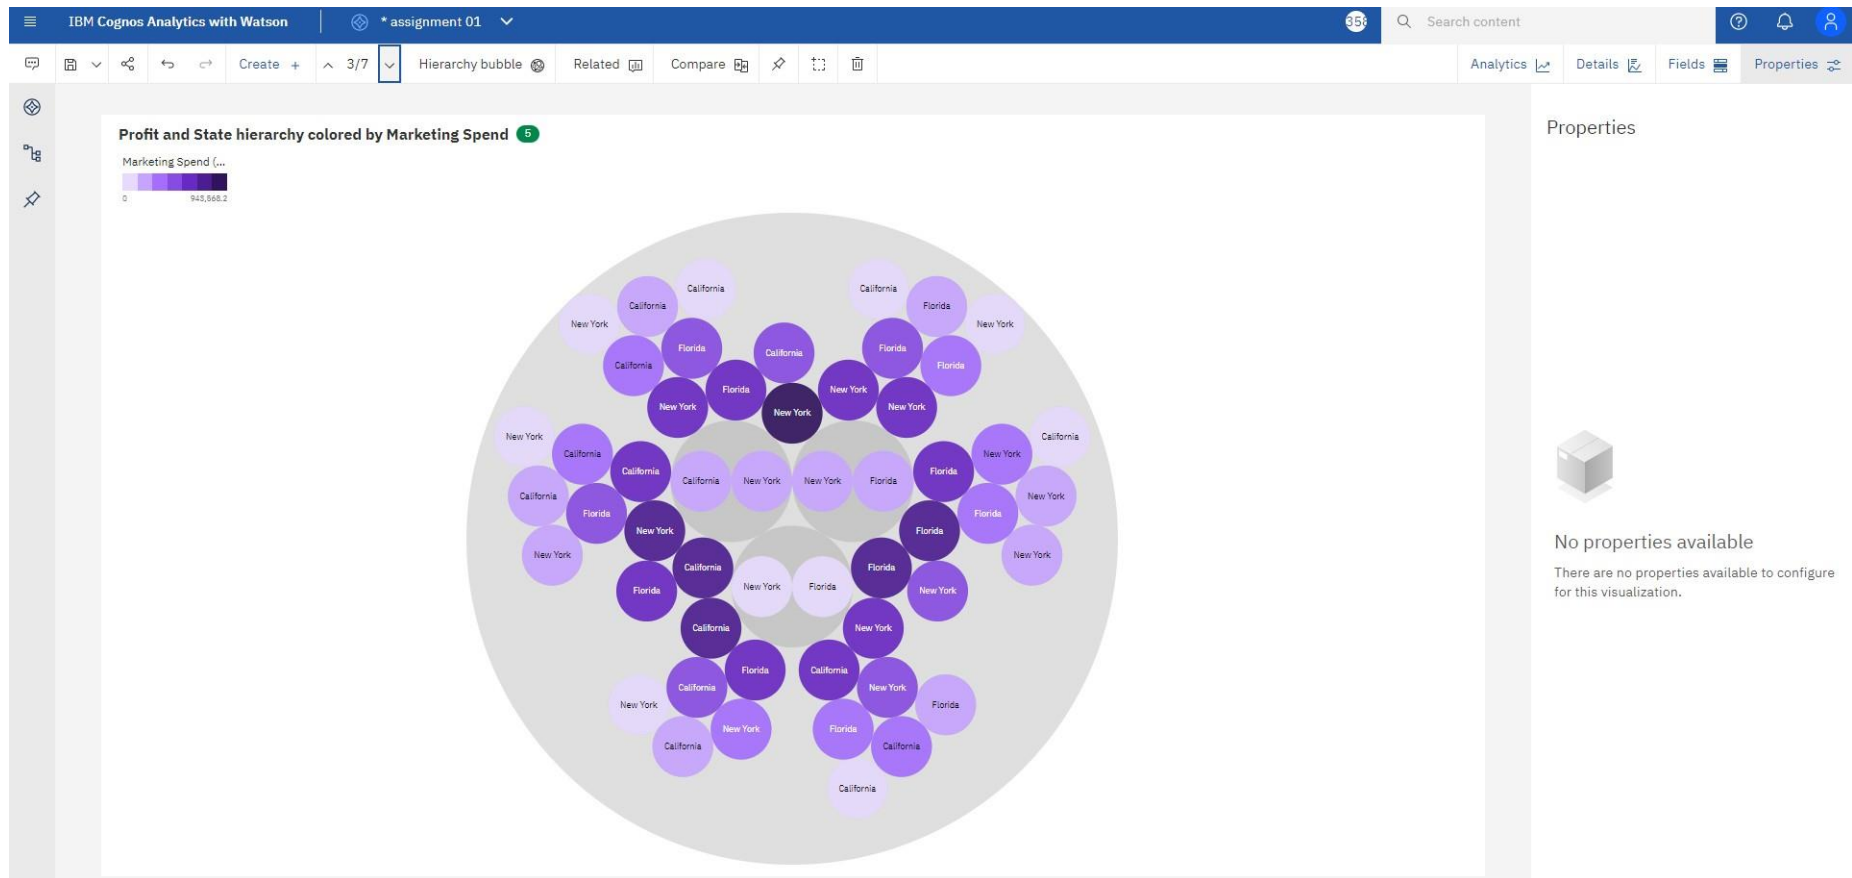 IBM Cognos Analytics with Watson
* assignment 01
358
Search content
Create +
3/7
Hierarchy bubble
Related
Compare
Analytics
Details
Fields
Properties
Profit and State hierarchy colored by Marketing Spend 5
Marketing Spend (...
0
Properties
California
California
New York
Florida
California
California
Florida
New York
New York
California
Florida
New York
Florida
Florida
New York
New York
New York
New York
California
California
California
New York
Florida
New York
California
New York
New York
Florida
Florida
New York
California
Florida
New York
Florida
New York
Florida
California
Florida
California
New York
Florida
Florida
New York
New York
Florida
California
New York
California
New York
California
California
New York
Florida
Florida
California
California
No properties available
There are no properties available to configure
for this visualization.